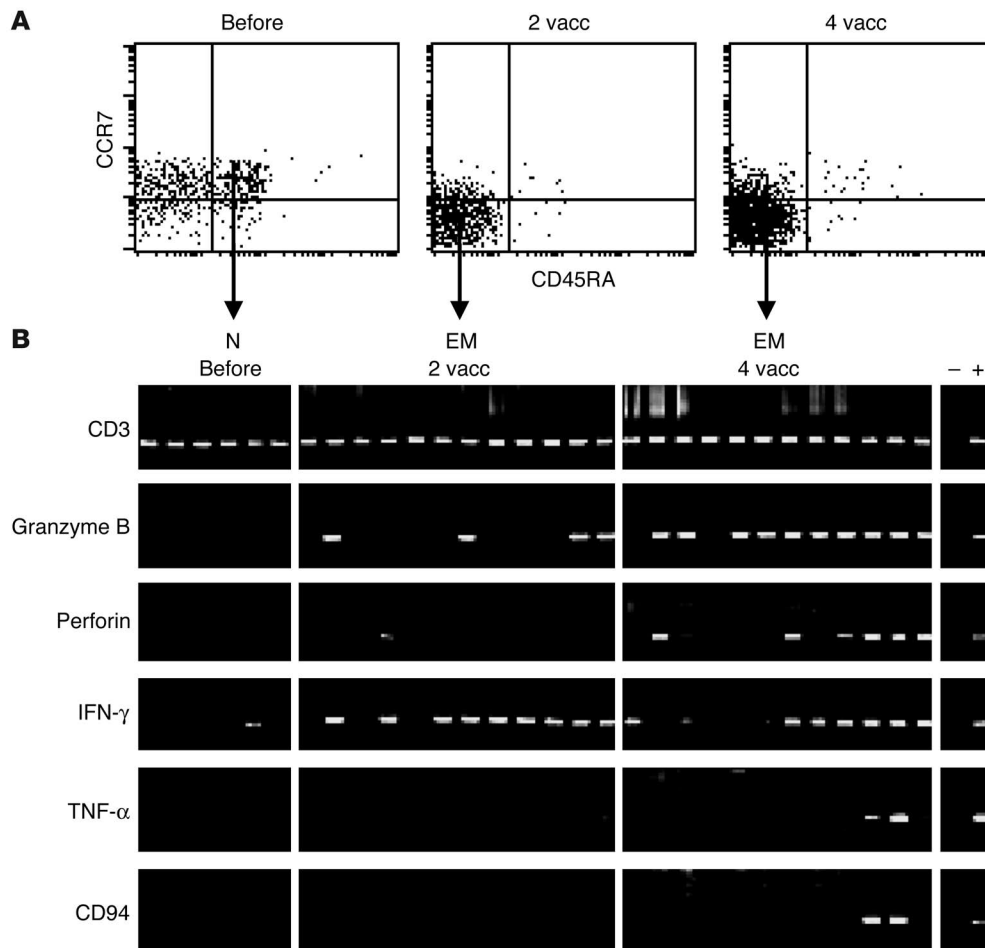 A
Before 2 vacc 4 vacc
CCR7
CD45RA
N EM EM
B
Before 2 vacc 4 vacc – +
CD3
Granzyme B
Perforin
IFN-γ
TNF-α
CD94